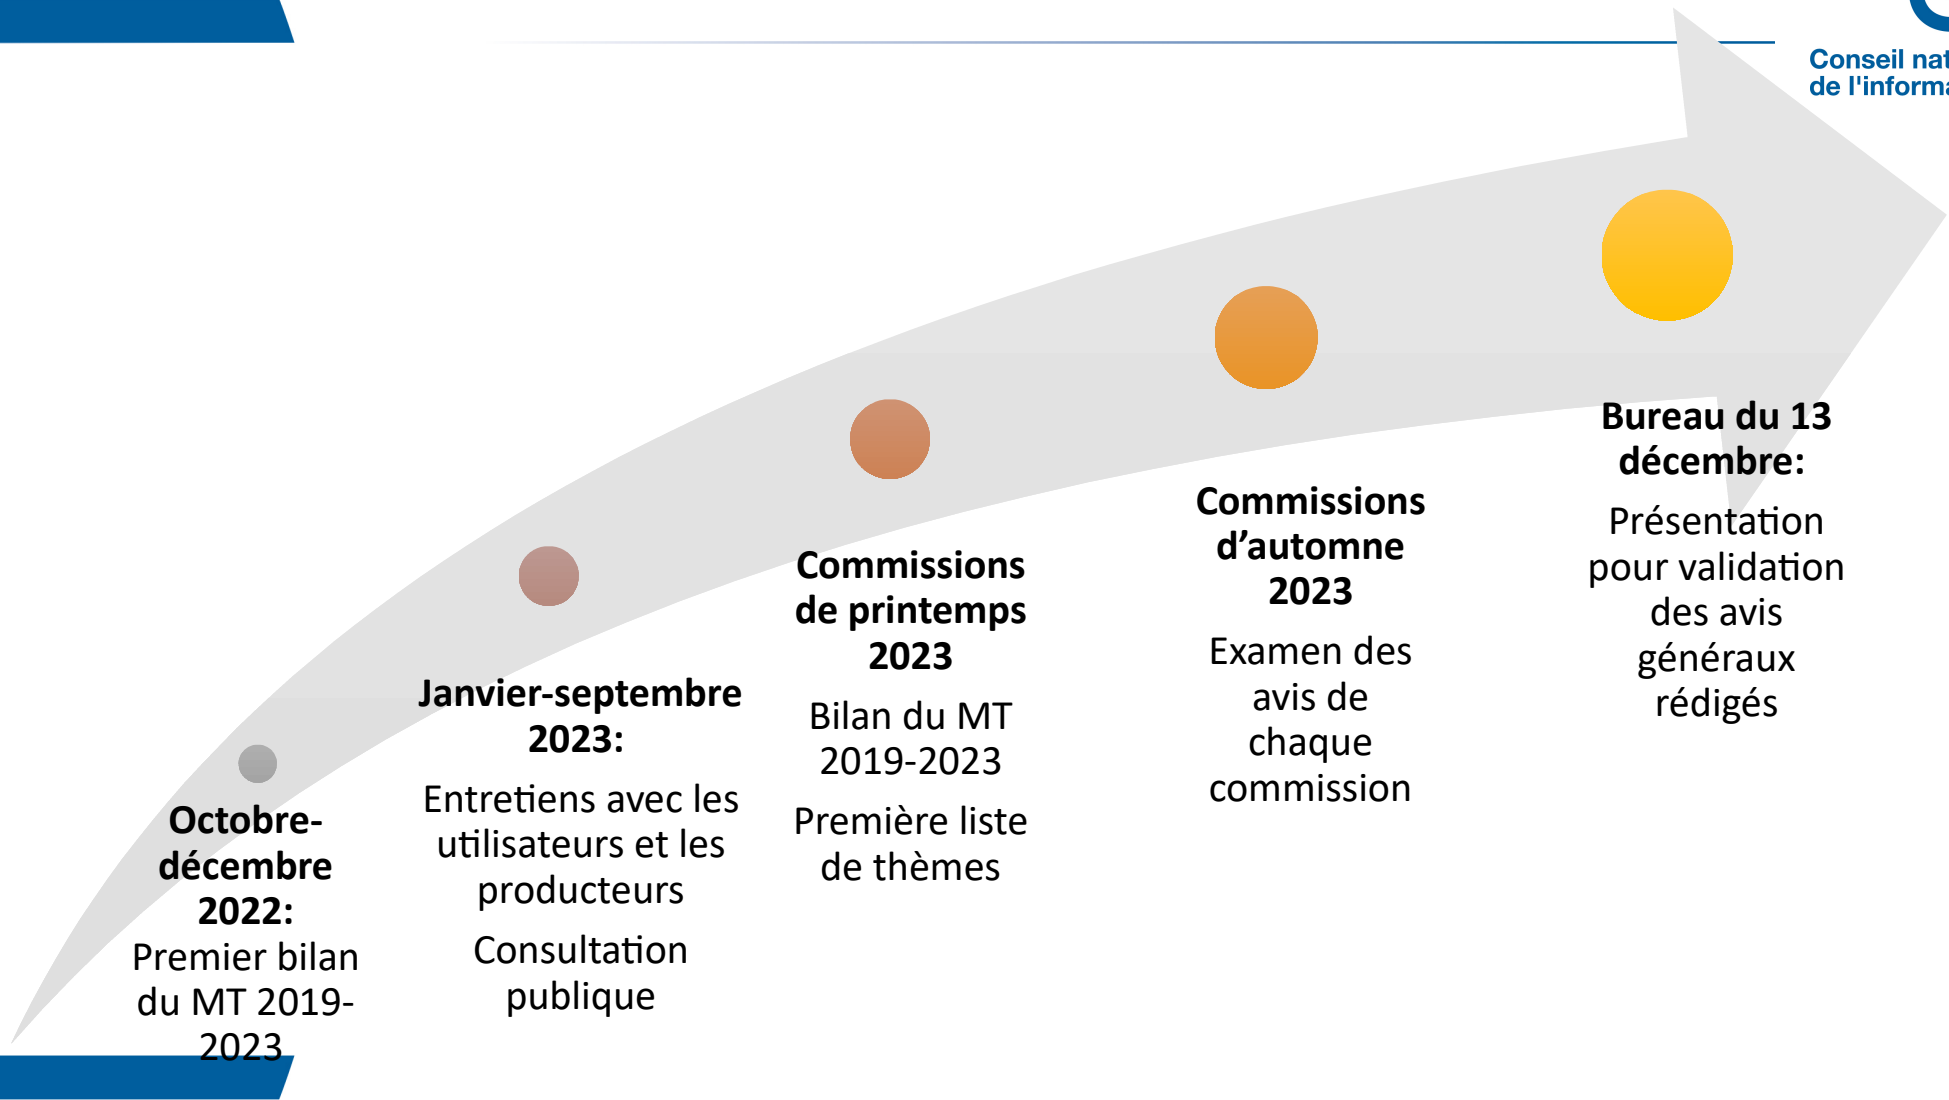 Conseil
de l'informa
Octobre-
décembre
2022:
Premier bilan
du MT 2019-
2023
Janvier-septembre
2023:
Entretiens avec les
utilisateurs et les
producteurs
Consultation
publique
Commissions
de printemps
2023
Bilan du MT
2019-2023
Première liste
de thèmes
Commissions
d’automne
2023
Examen des
avis de
chaque
commission
Bureau du 13
décembre:
Présentation
pour validation
des avis
généraux
rédigés